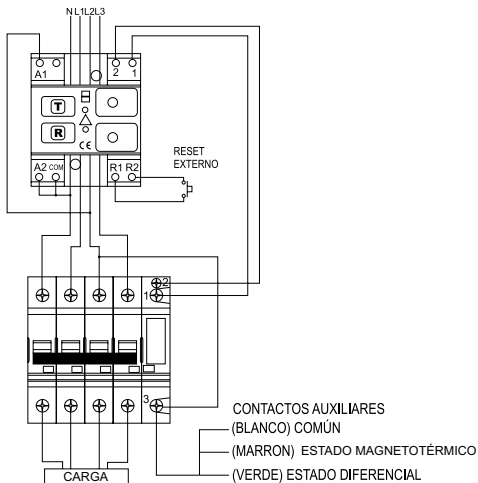 N L1 L2 L3
A1
2 1
T
R
CE
A2 COM
R1 R2
RESET
EXTERNO
2
1
3
CONTACTOS AUXILIARES
(BLANCO) COMÚN
(MARRON) ESTADO MAGNETOTÉRMICO
(VERDE) ESTADO DIFERENCIAL
CARGA